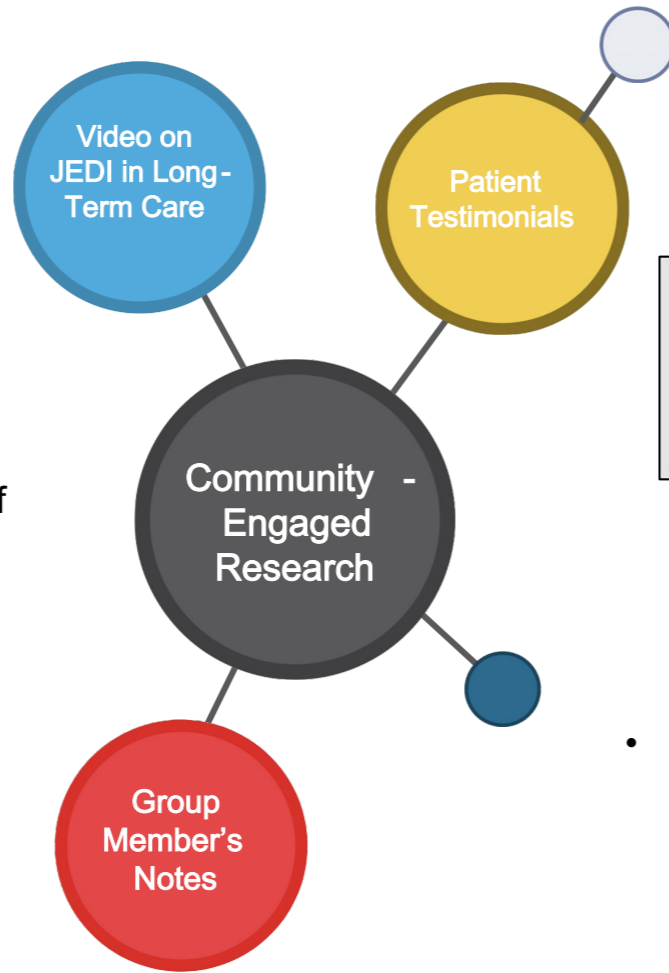 Video on
JEDI in Long-
Term Care
Patient
Testimonials
Community -
Engaged
Research
f
•
Group
Member’s
Notes